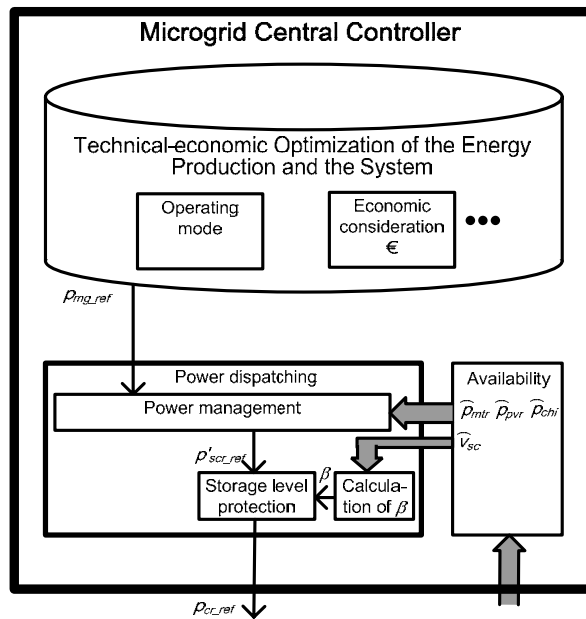 Microgrid Central Controller
Technical-economic Optimization of the Energy
Production and the System
Operating
mode
Economic
consideration
€
•••
p_mg_ref
Power dispatching
Power management
Availability
p̂_mtr p̂_pvr p̂_chi
v̂_sc
p'_scr_ref
β
Storage level
protection
Calcula-
tion of β
p_cr_ref